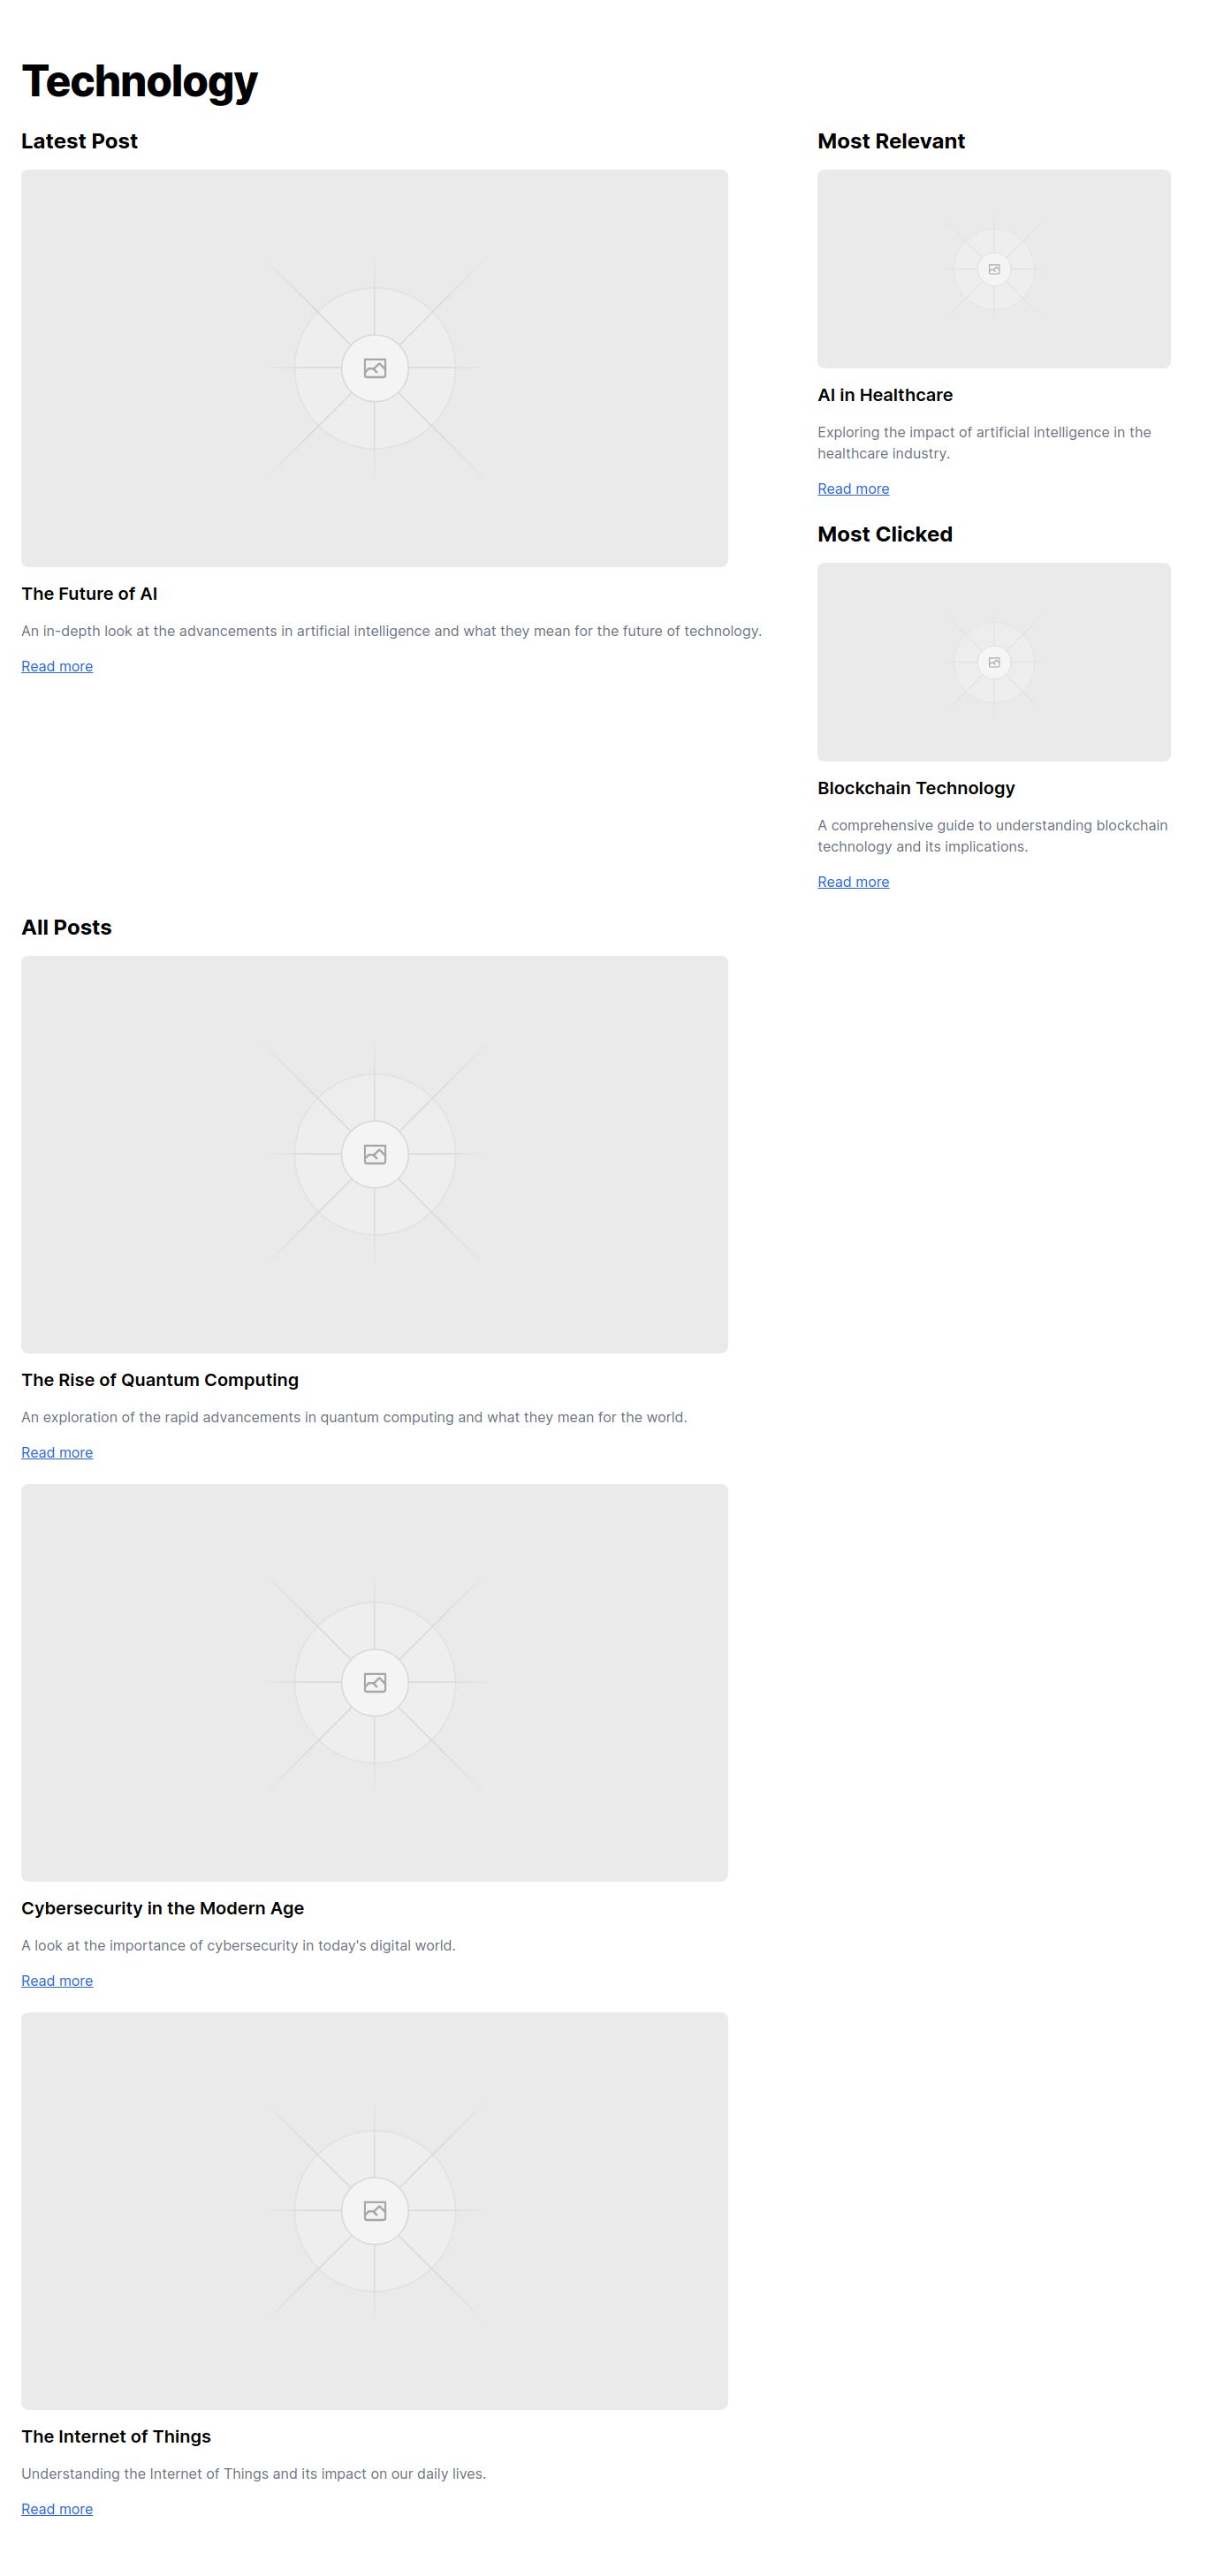 Technology
Latest Post
The Future of AI
An in-depth look at the advancements in artificial intelligence and what they mean for the future of technology.
Read more
Most Relevant
AI in Healthcare
Exploring the impact of artificial intelligence in the
healthcare industry.
Read more
Most Clicked
Blockchain Technology
A comprehensive guide to understanding blockchain
technology and its implications.
Read more
All Posts
The Rise of Quantum Computing
An exploration of the rapid advancements in quantum computing and what they mean for the world.
Read more
Cybersecurity in the Modern Age
A look at the importance of cybersecurity in today's digital world.
Read more
The Internet of Things
Understanding the Internet of Things and its impact on our daily lives.
Read more